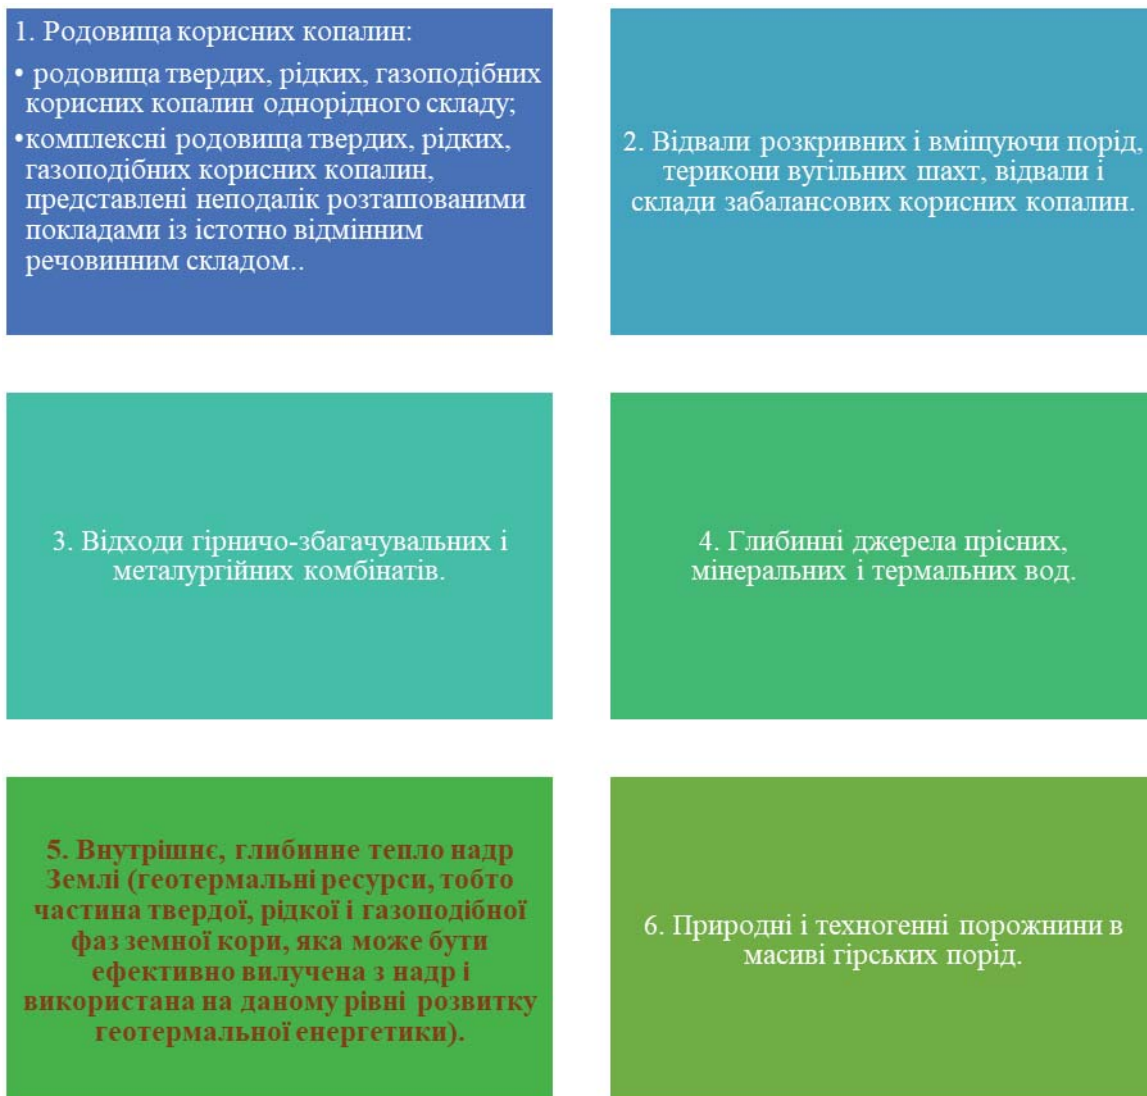 1. Родовища корисних копалин:
• родовища твердих, рідких, газоподібних
корисних копалин однорідного складу;
•комплексні родовища твердих, рідких,
газоподібних корисних копалин,
представлені неподалік розташованими
покладами із істотно відмінним
речовинним складом..
2. Відвали розкривних і вміщуючи порід,
терикони вугільних шахт, відвали і
склади забалансових корисних копалин.
3. Відходи гірничо-збагачувальних і
металургійних комбінатів.
4. Глибинні джерела прісних,
мінеральних і термальних вод.
5. Внутрішнє, глибинне тепло надр
Землі (геотермальні ресурси, тобто
частина твердої, рідкої і газоподібної
фаз земної кори, яка може бути
ефективно вилучена з надр і
використана на даному рівні розвитку
геотермальної енергетики).
6. Природні і техногенні порожнини в
масиві гірських порід.